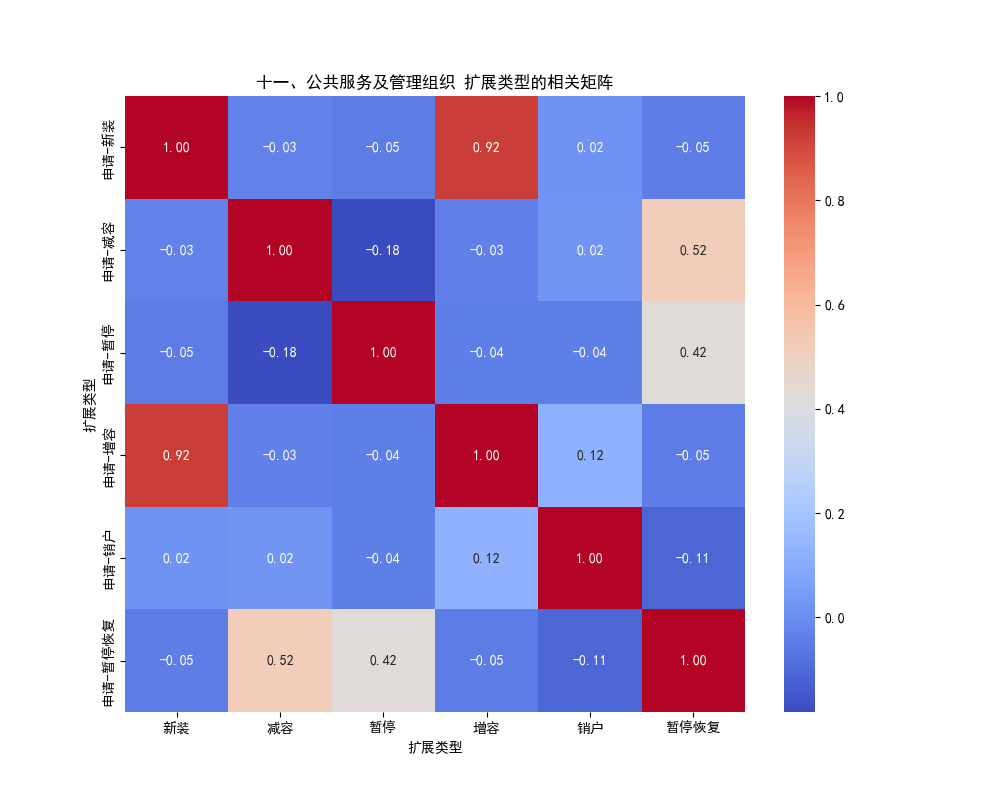 十一、公共服务及管理组织 扩展类型的相关矩阵
扩展类型
申请-新装
1.00 -0.03 -0.05 0.92 0.02 -0.05
申请-减容
-0.03 1.00 -0.18 -0.03 0.02 0.52
申请-暂停
-0.05 -0.18 1.00 -0.04 -0.04 0.42
申请-增容
0.92 -0.03 -0.04 1.00 0.12 -0.05
申请-销户
0.02 0.02 -0.04 0.12 1.00 -0.11
申请-暂停恢复
-0.05 0.52 0.42 -0.05 -0.11 1.00
新装 减容 暂停 增容 销户 暂停恢复
扩展类型
1.0
0.8
0.6
0.4
0.2
0.0